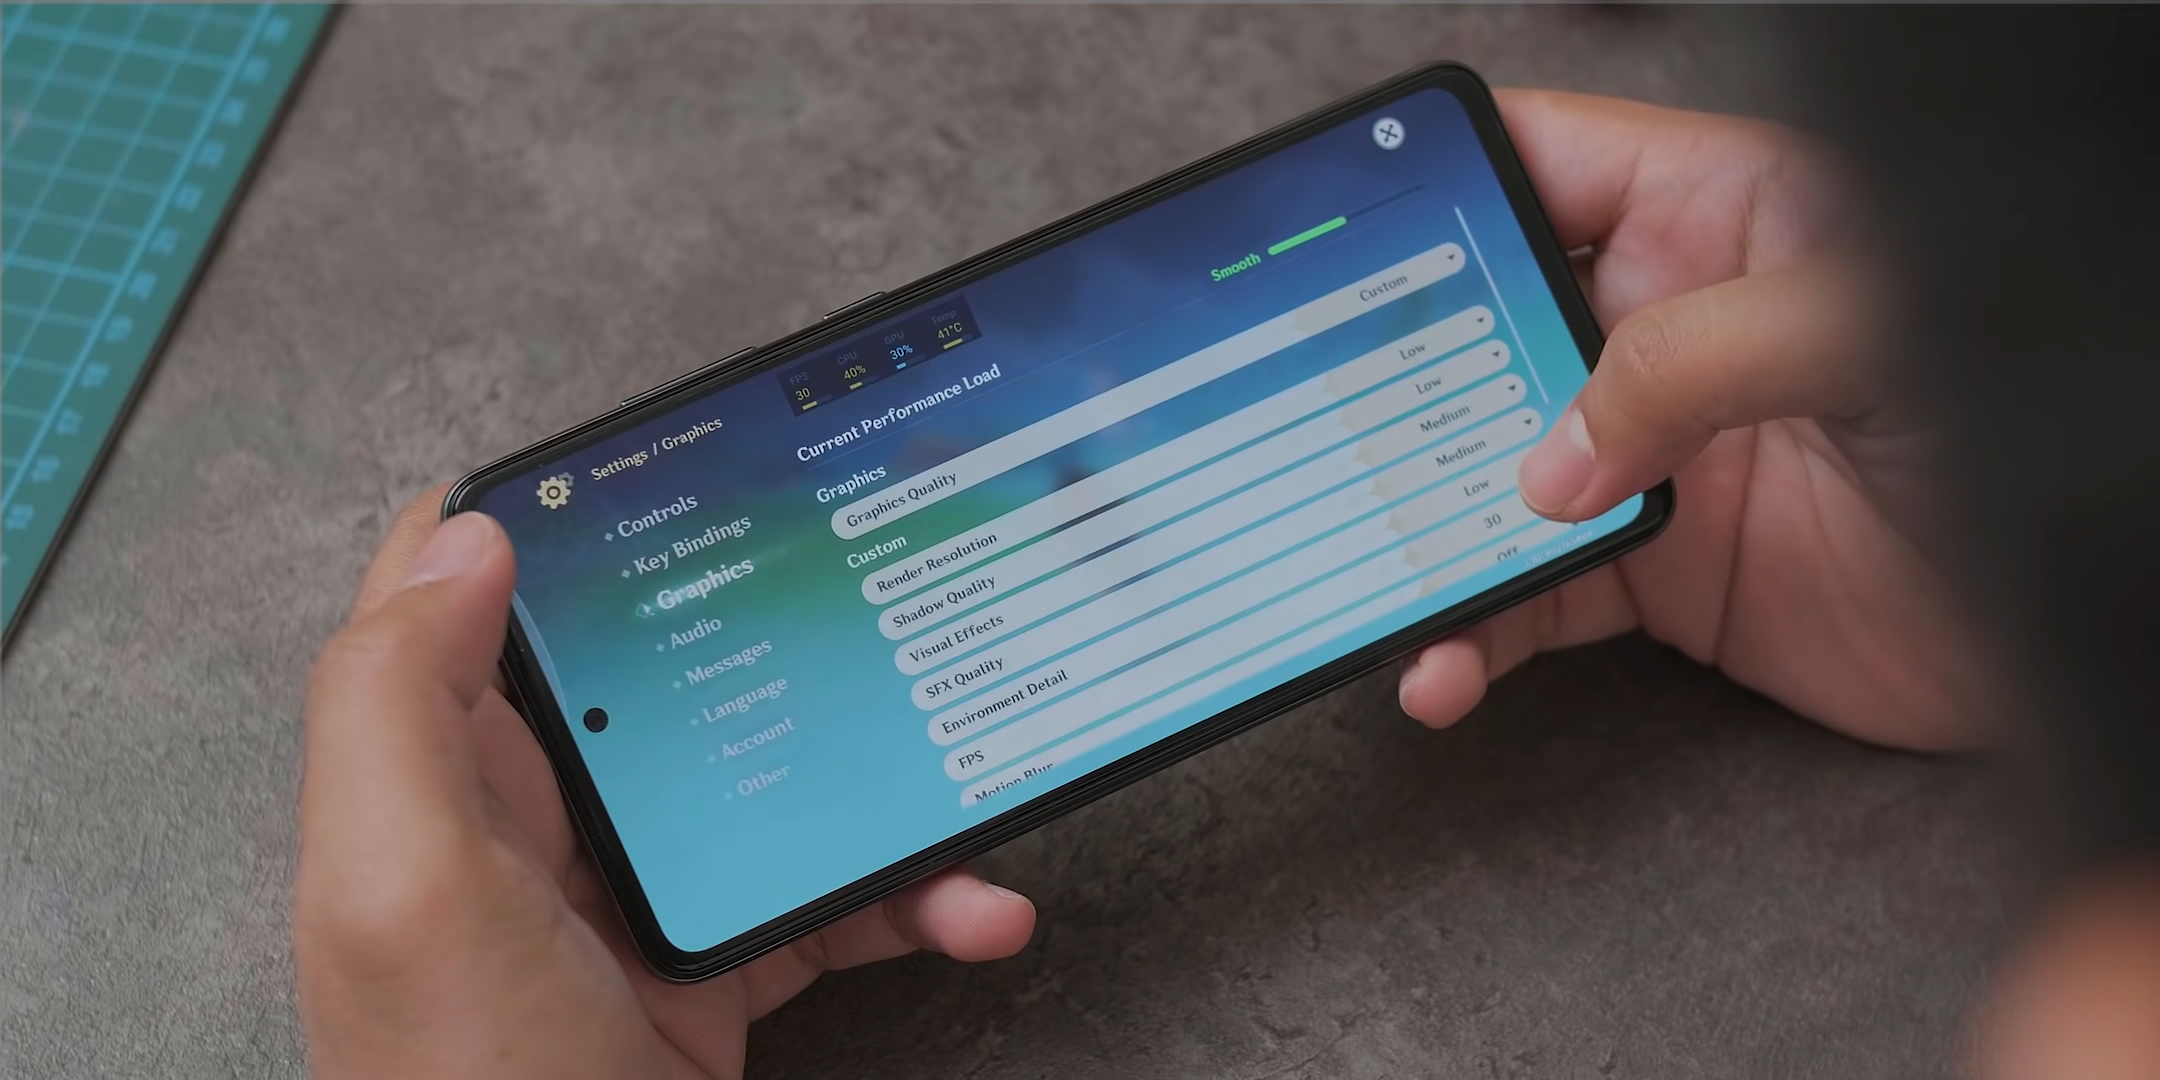 Settings / Graphics
FPS CPU GPU Temp
30 40% 30% 41°C
Controls
Key Bindings
Graphics
Audio
Messages
Language
Account
Other
Current Performance Load
Smooth
Graphics
Graphics Quality Custom
Custom
Render Resolution Low
Shadow Quality Low
Visual Effects Medium
SFX Quality Medium
Environment Detail Low
FPS 30
Motion Blur Off